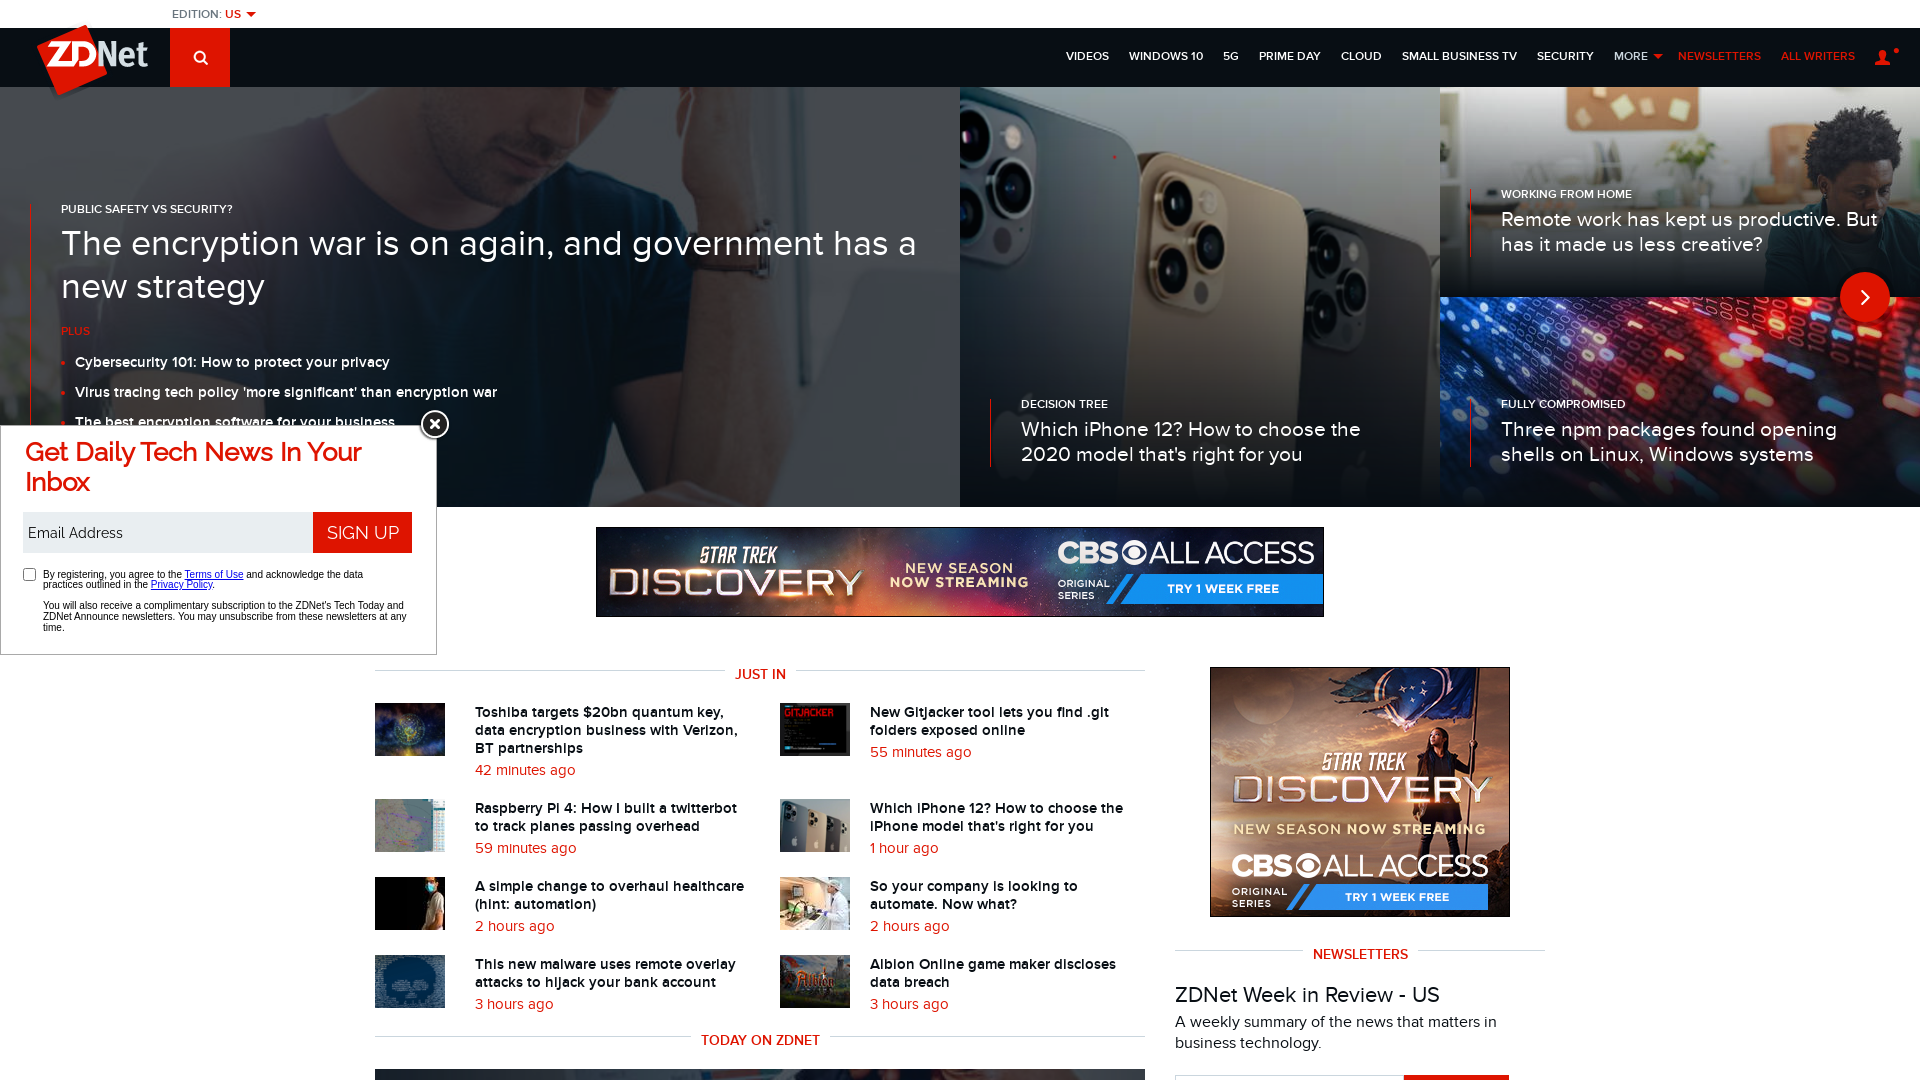 EDITION: US
ZDNet
VIDEOS WINDOWS 10 5G PRIME DAY CLOUD SMALL BUSINESS TV SECURITY MORE NEWSLETTERS ALL WRITERS
PUBLIC SAFETY VS SECURITY?
The encryption war is on again, and government has a
new strategy
PLUS
Cybersecurity 101: How to protect your privacy
Virus tracing tech policy 'more significant' than encryption war
The best encryption software for your business
DECISION TREE
Which iPhone 12? How to choose the
2020 model that's right for you
WORKING FROM HOME
Remote work has kept us productive. But
has it made us less creative?
FULLY COMPROMISED
Three npm packages found opening
shells on Linux, Windows systems
Get Daily Tech News In Your
Inbox
Email Address
SIGN UP
By registering, you agree to the Terms of Use and acknowledge the data
practices outlined in the Privacy Policy.
You will also receive a complimentary subscription to the ZDNet's Tech Today and
ZDNet Announce newsletters. You may unsubscribe from these newsletters at any
time.
STAR TREK
DISCOVERY
NEW SEASON
NOW STREAMING
CBS ALL ACCESS
ORIGINAL
SERIES
TRY 1 WEEK FREE
JUST IN
Toshiba targets $20bn quantum key,
data encryption business with Verizon,
BT partnerships
42 minutes ago
GITJACKER
New Gitjacker tool lets you find .git
folders exposed online
55 minutes ago
Raspberry Pi 4: How I built a twitterbot
to track planes passing overhead
59 minutes ago
Which iPhone 12? How to choose the
iPhone model that's right for you
1 hour ago
A simple change to overhaul healthcare
(hint: automation)
2 hours ago
So your company is looking to
automate. Now what?
2 hours ago
This new malware uses remote overlay
attacks to hijack your bank account
3 hours ago
Albion
Albion Online game maker discloses
data breach
3 hours ago
TODAY ON ZDNET
STAR TREK
DISCOVERY
NEW SEASON NOW STREAMING
CBS ALL ACCESS
ORIGINAL
SERIES
TRY 1 WEEK FREE
NEWSLETTERS
ZDNet Week in Review - US
A weekly summary of the news that matters in
business technology.